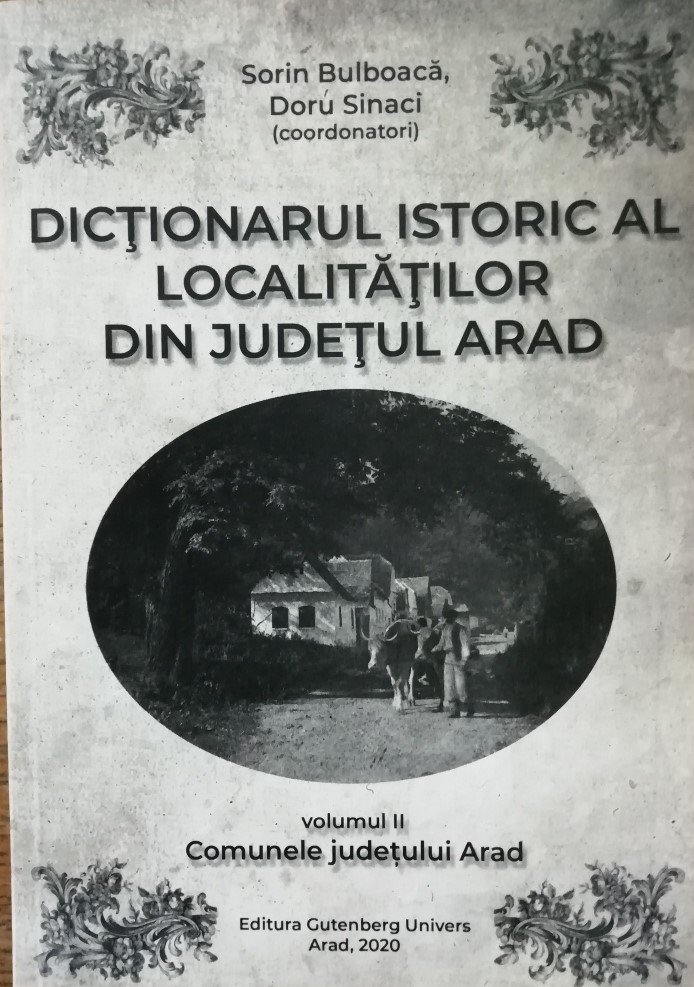 Sorin Bulboacă,
Doru Sinaci
(coordonatori)
DICŢIONARUL ISTORIC AL
LOCALITĂŢILOR
DIN JUDEŢUL ARAD
volumul II
Comunele județului Arad
Editura Gutenberg Univers
Arad, 2020